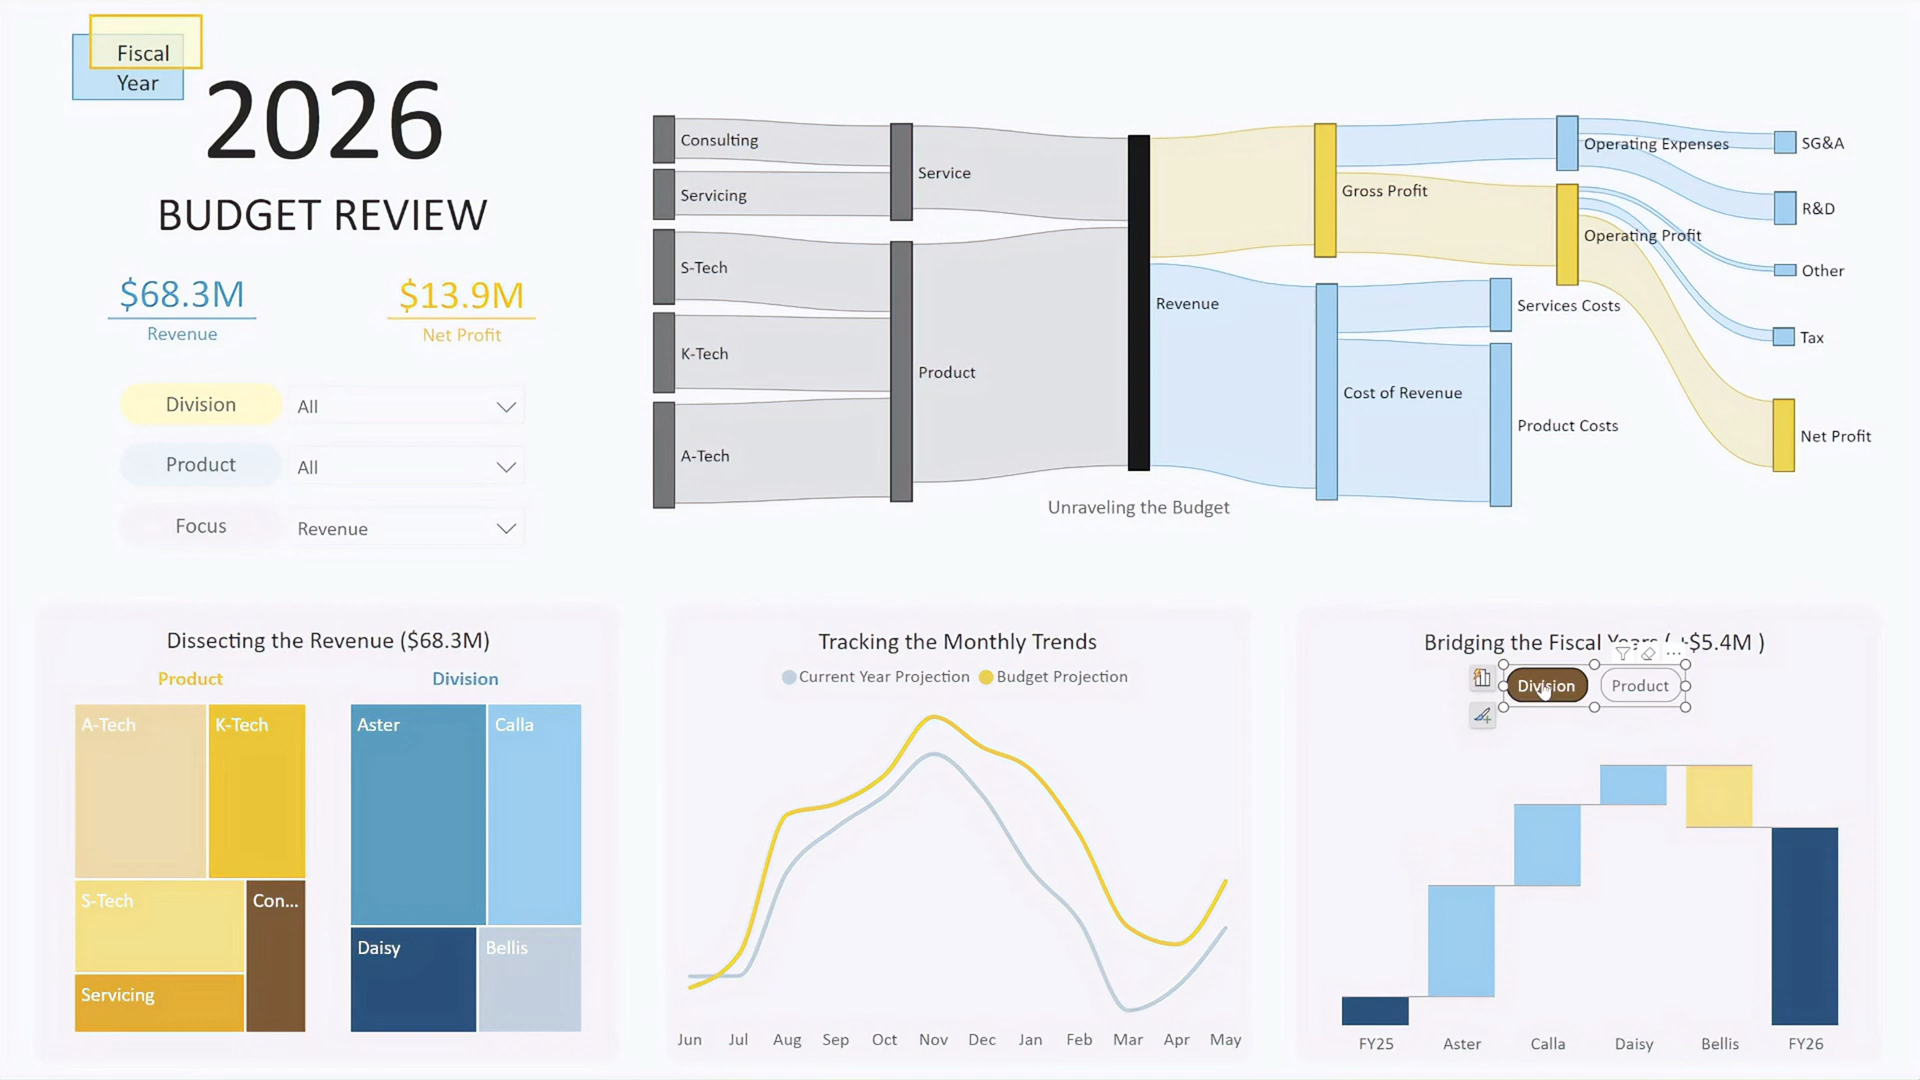 Fiscal
Year
2026
BUDGET REVIEW
$68.3M
Revenue
$13.9M
Net Profit
Division
All
Product
All
Focus
Revenue
Consulting
Servicing
S-Tech
K-Tech
A-Tech
Service
Product
Revenue
Gross Profit
Cost of Revenue
Operating Expenses
Operating Profit
Services Costs
Product Costs
SG&A
R&D
Other
Tax
Net Profit
Unraveling the Budget
Dissecting the Revenue ($68.3M)
Product
Division
A-Tech
K-Tech
S-Tech
Con...
Servicing
Aster
Calla
Daisy
Bellis
Tracking the Monthly Trends
Current Year Projection
Budget Projection
Jun Jul Aug Sep Oct Nov Dec Jan Feb Mar Apr May
Bridging the Fiscal Years ( +$5.4M )
Division
Product
FY25 Aster Calla Daisy Bellis FY26